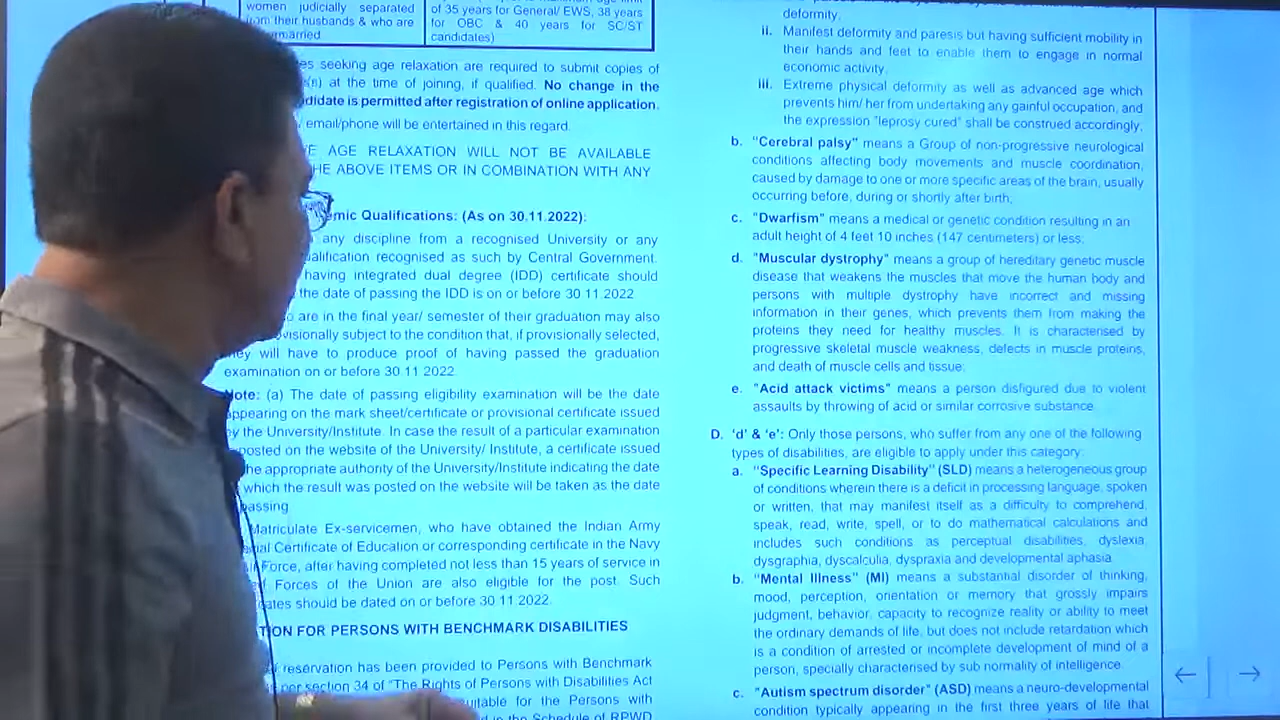 women judicially separated
from their husbands & who are
of 35 years for General/ EWS, 38 years
for OBC & 40 years for SC/ST
candidates)
seeking age relaxation are required to submit copies of
at the time of joining, if qualified. No change in the
is permitted after registration of online application.
email/phone will be entertained in this regard.
AGE RELAXATION WILL NOT BE AVAILABLE
ABOVE ITEMS OR IN COMBINATION WITH ANY
Qualifications: (As on 30.11.2022):
any discipline from a recognised University or any
recognised as such by Central Government.
having integrated dual degree (IDD) certificate should
the date of passing the IDD is on or before 30.11.2022
are in the final year/ semester of their graduation may also
subject to the condition that, if provisionally selected,
they will have to produce proof of having passed the graduation
examination on or before 30.11.2022.
Note: (a) The date of passing eligibility examination will be the date
appearing on the mark sheet/certificate or provisional certificate issued
by the University/Institute. In case the result of a particular examination
posted on the website of the University/ Institute, a certificate issued
the appropriate authority of the University/Institute indicating the date
which the result was posted on the website will be taken as the date
passing
Matriculate Ex-servicemen, who have obtained the Indian Army
Certificate of Education or corresponding certificate in the Navy
Force, after having completed not less than 15 years of service in
Forces of the Union are also eligible for the post. Such
should be dated on or before 30.11.2022.
FOR PERSONS WITH BENCHMARK DISABILITIES
reservation has been provided to Persons with Benchmark
per section 34 of "The Rights of Persons with Disabilities Act
for the Persons with
in the Schedule of RPWD
deformity.
ii. Manifest deformity and paresis but having sufficient mobility in
their hands and feet to enable them to engage in normal
economic activity.
iii. Extreme physical deformity as well as advanced age which
prevents him/ her from undertaking any gainful occupation, and
the expression "leprosy cured" shall be construed accordingly.
b. "Cerebral palsy" means a Group of non-progressive neurological
conditions affecting body movements and muscle coordination,
caused by damage to one or more specific areas of the brain, usually
occurring before, during or shortly after birth;
c. "Dwarfism" means a medical or genetic condition resulting in an
adult height of 4 feet 10 inches (147 centimeters) or less;
d. "Muscular dystrophy" means a group of hereditary genetic muscle
disease that weakens the muscles that move the human body and
persons with multiple dystrophy have incorrect and missing
information in their genes, which prevents them from making the
proteins they need for healthy muscles. It is characterised by
progressive skeletal muscle weakness, defects in muscle proteins,
and death of muscle cells and tissue;
e. "Acid attack victims" means a person disfigured due to violent
assaults by throwing of acid or similar corrosive substance
D. 'd' & 'e': Only those persons, who suffer from any one of the following
types of disabilities, are eligible to apply under this category:
a. "Specific Learning Disability" (SLD) means a heterogeneous group
of conditions wherein there is a deficit in processing language, spoken
or written, that may manifest itself as a difficulty to comprehend,
speak, read, write, spell, or to do mathematical calculations and
includes such conditions as perceptual disabilities, dyslexia,
dysgraphia, dyscalculia, dyspraxia and developmental aphasia
b. "Mental Illness" (MI) means a substantial disorder of thinking,
mood, perception, orientation or memory that grossly impairs
judgment, behavior, capacity to recognize reality or ability to meet
the ordinary demands of life, but does not include retardation which
is a condition of arrested or incomplete development of mind of a
person, specially characterised by sub normality of intelligence.
c. "Autism spectrum disorder" (ASD) means a neuro-developmental
condition typically appearing in the first three years of life that